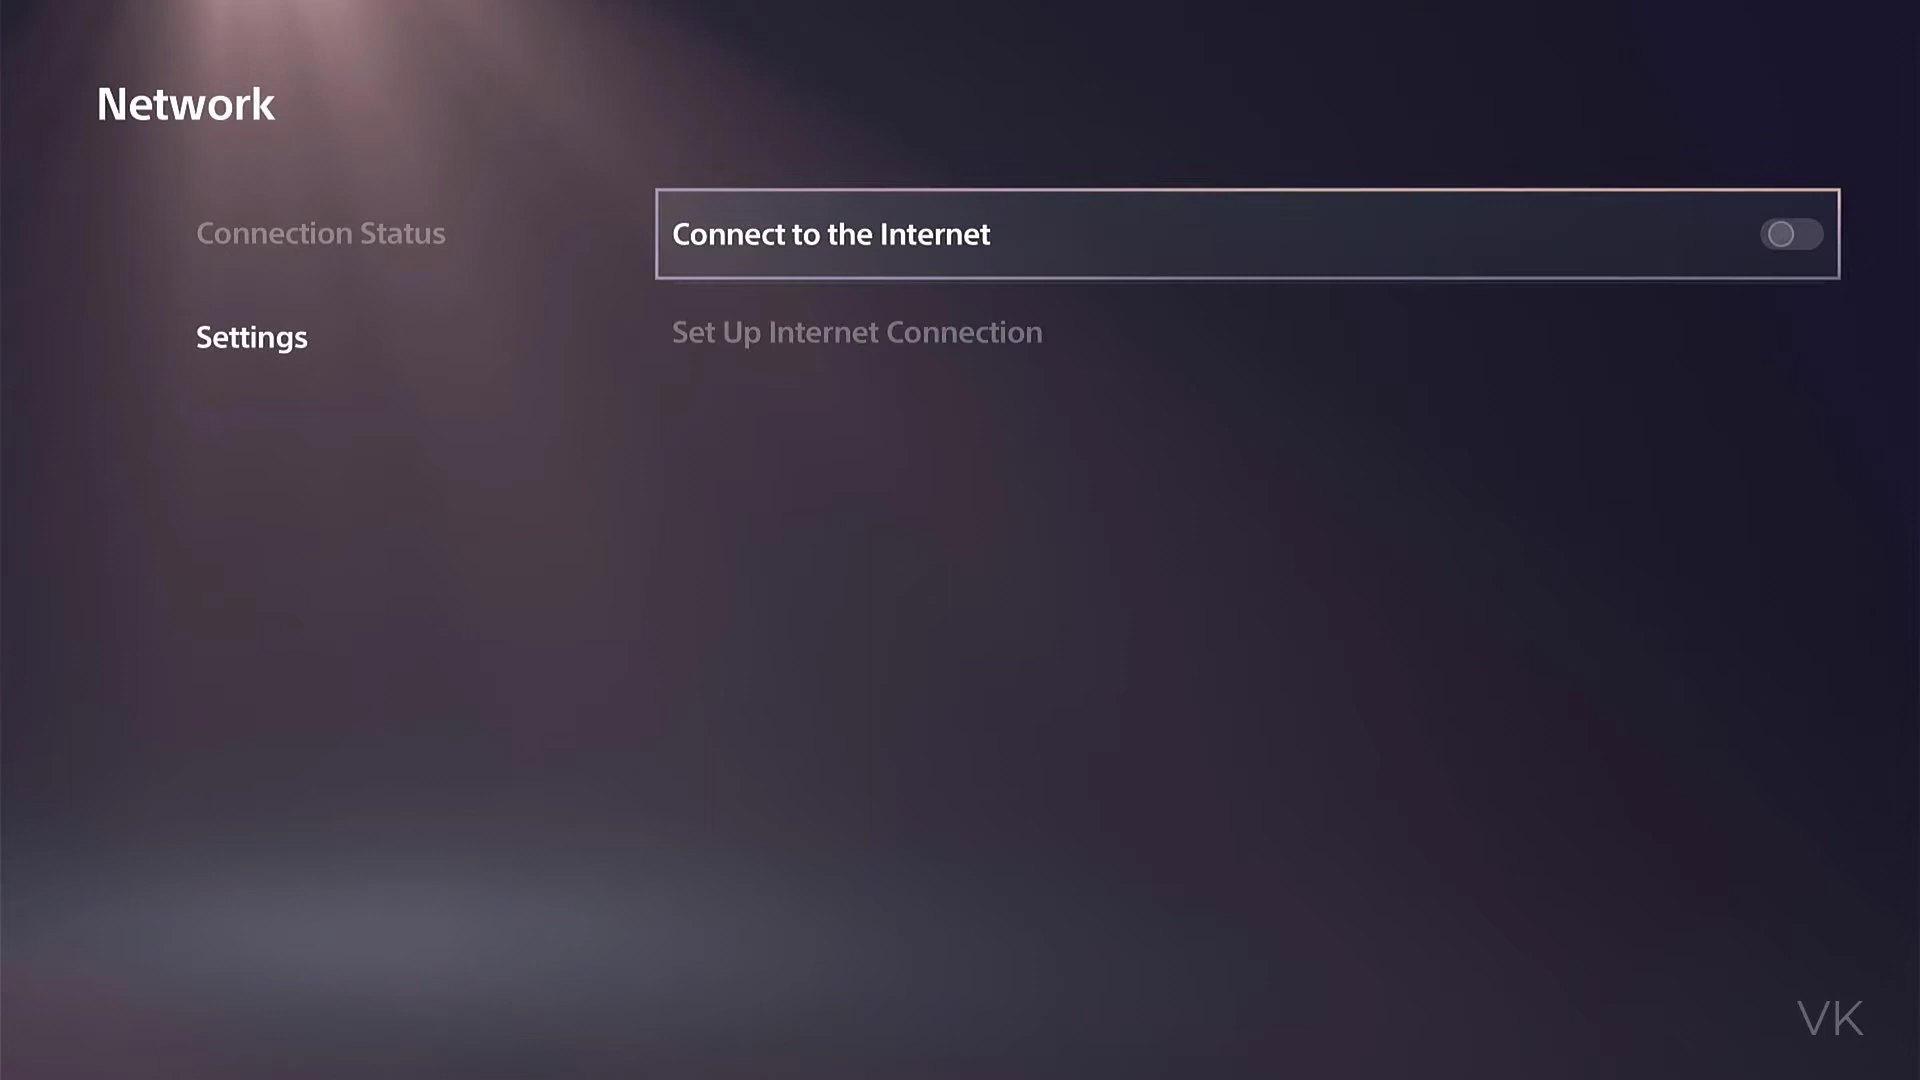 Network
Connection Status
Connect to the Internet
Settings
Set Up Internet Connection
VK